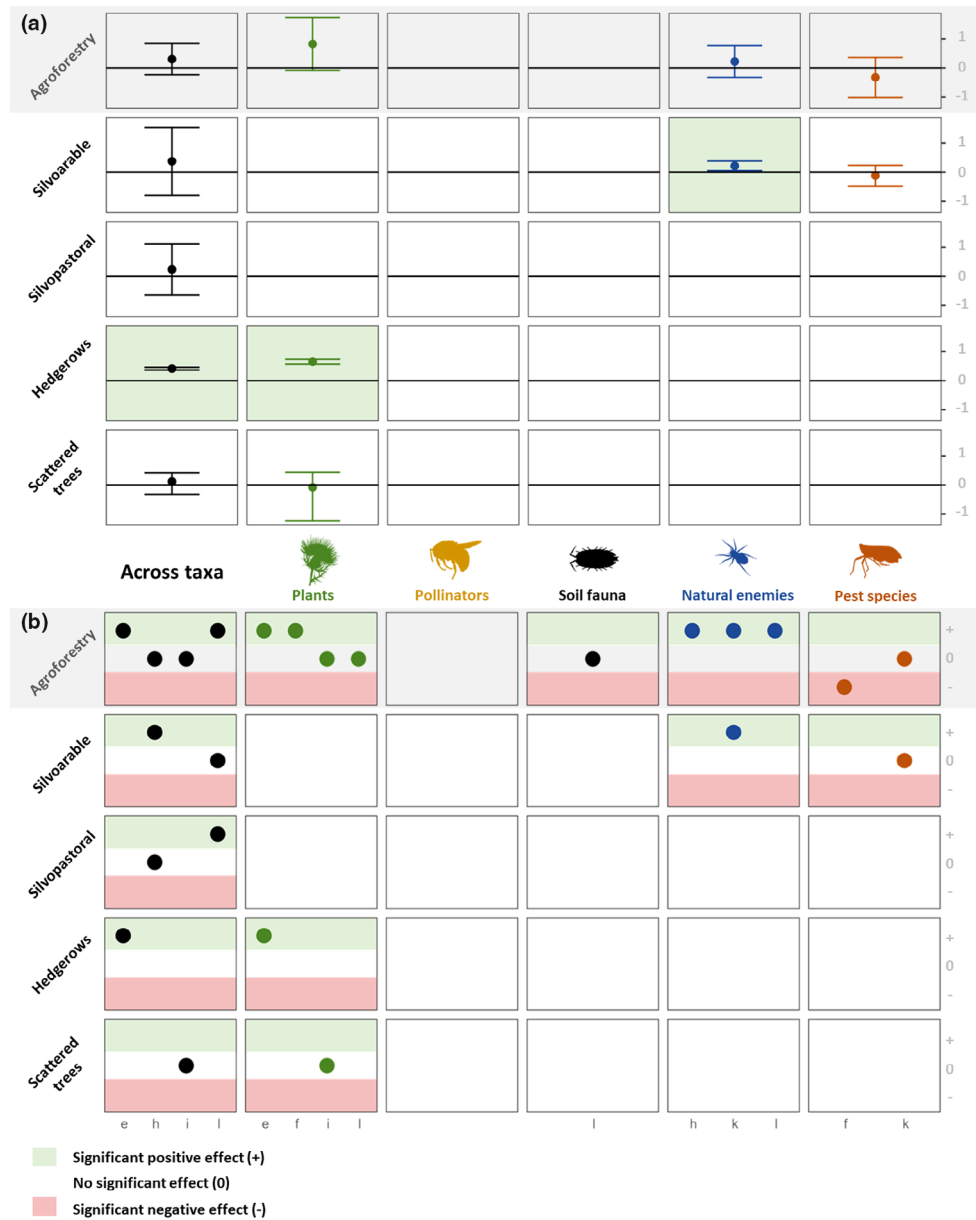 (a)
Agroforestry
1
0
-1
Silvoarable
1
0
-1
Silvopastoral
1
0
-1
Hedgerows
1
0
-1
Scattered
trees
1
0
-1
Across taxa
Plants
Pollinators
Soil fauna
Natural enemies
Pest species
(b)
Agroforestry
+
0
-
Silvoarable
+
0
-
Silvopastoral
+
0
-
Hedgerows
+
0
-
Scattered
trees
+
0
-
e h i l e f i l l h k l f k
Significant positive effect (+)
No significant effect (0)
Significant negative effect (-)